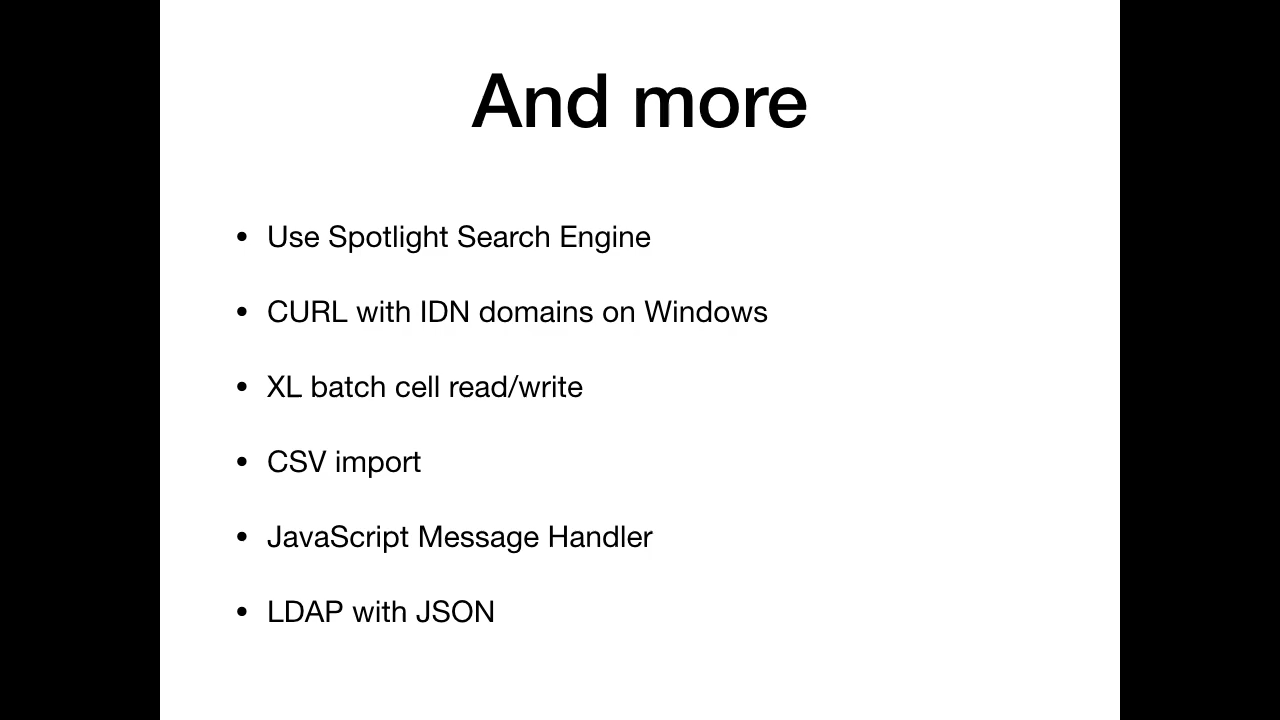 And more
• Use Spotlight Search Engine
• CURL with IDN domains on Windows
• XL batch cell read/write
• CSV import
• JavaScript Message Handler
• LDAP with JSON